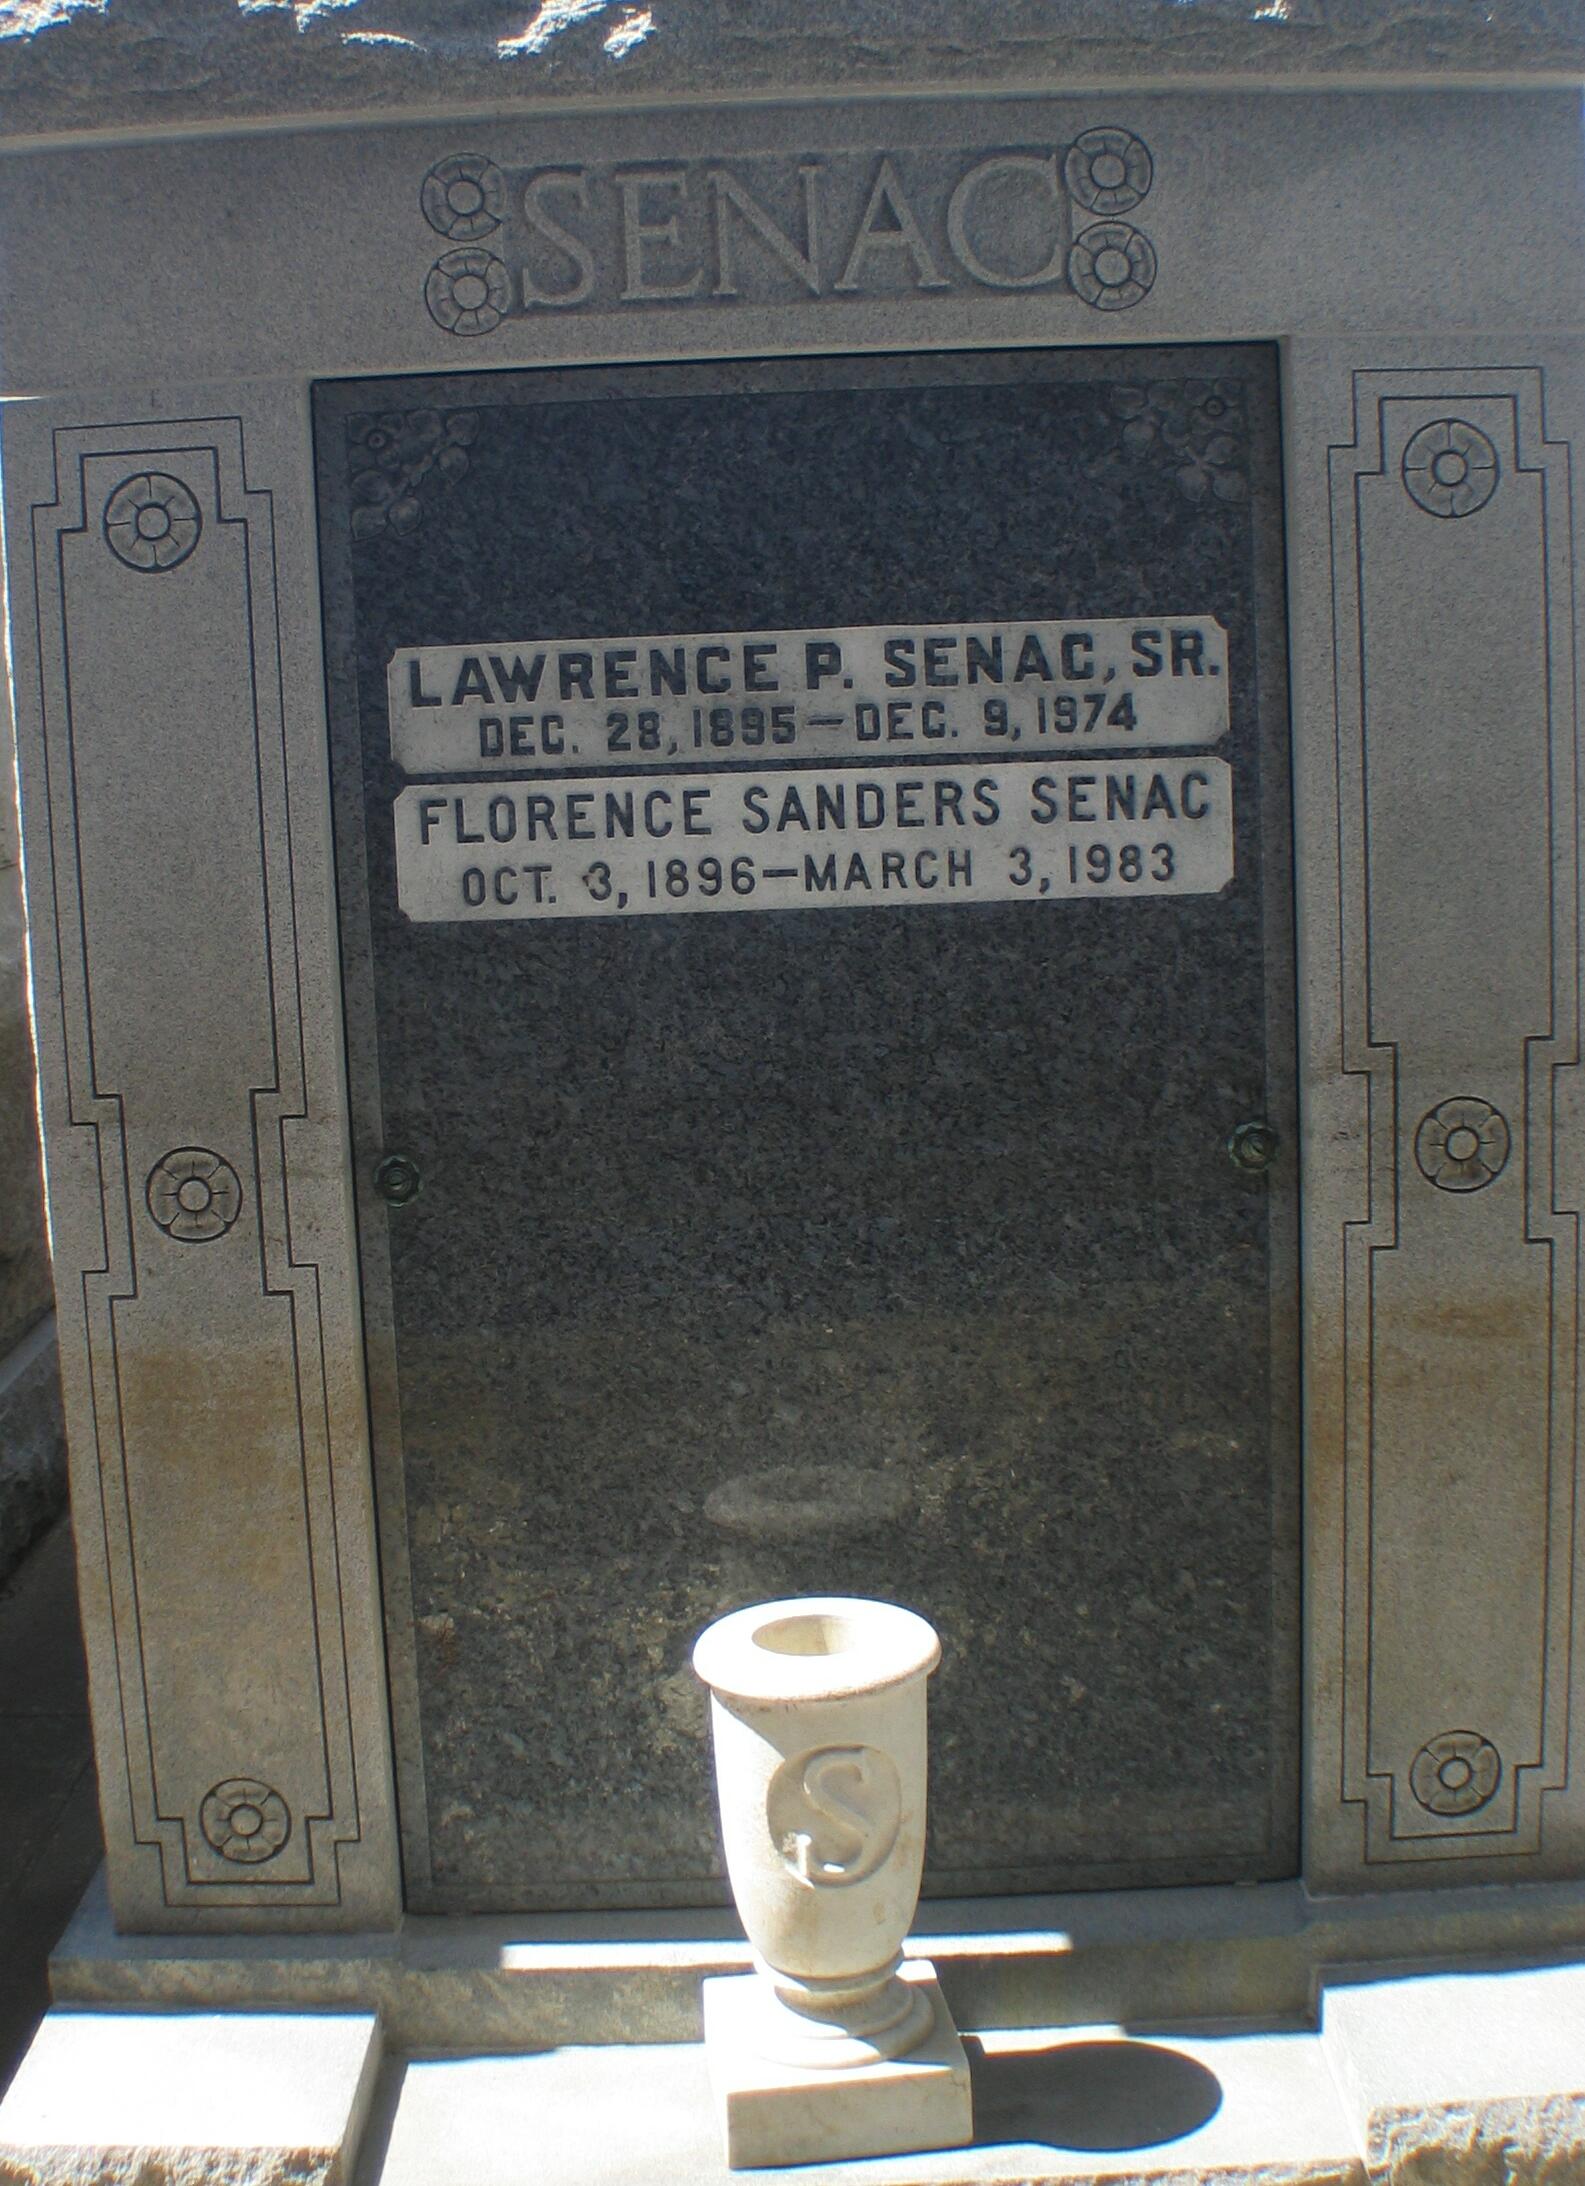 SENAC
LAWRENCE P. SENAC, SR.
DEC. 28, 1895—DEC. 9, 1974
FLORENCE SANDERS SENAC
OCT. 3, 1896—MARCH 3, 1983
S